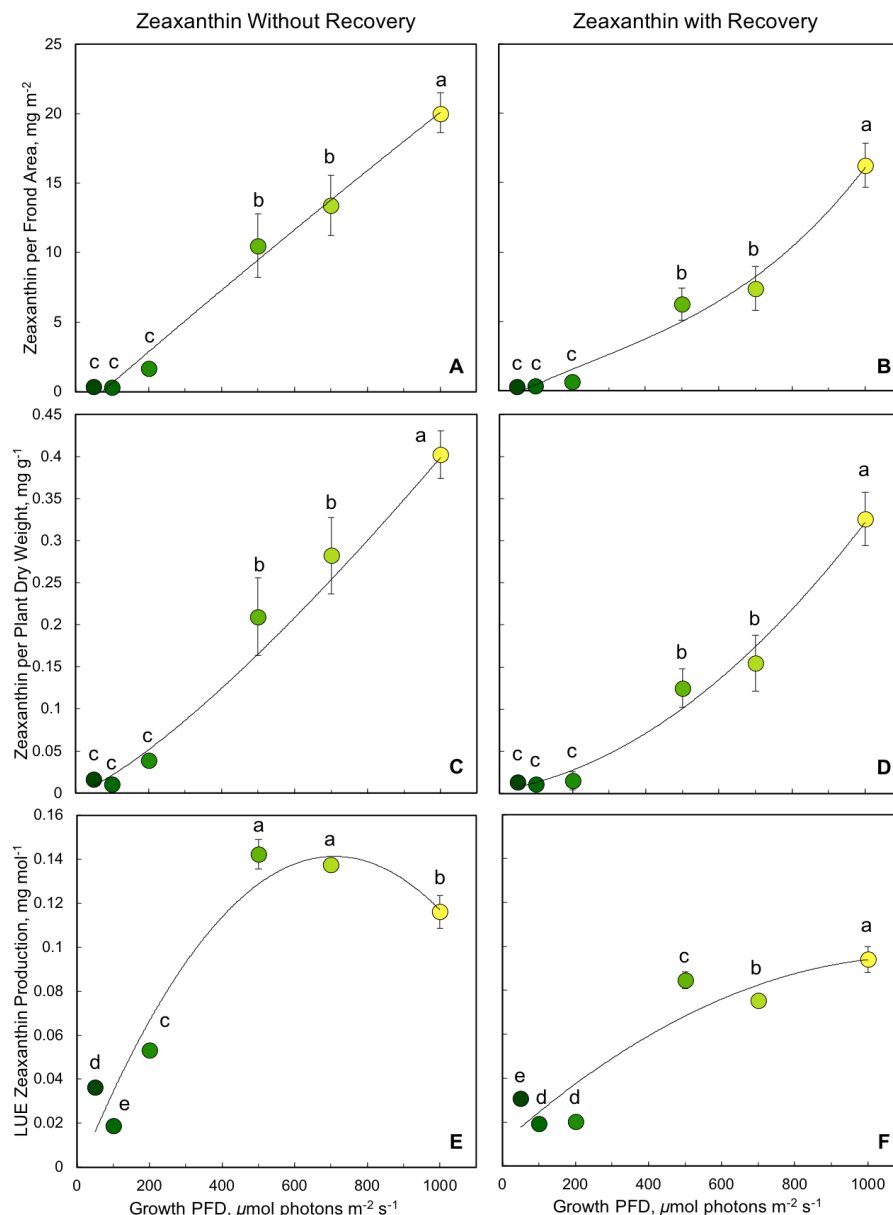 Zeaxanthin Without Recovery
Zeaxanthin with Recovery
Zeaxanthin per Frond Area, mg m-2
25
20
15
10
5
0
c
c
c
b
b
a
A
c
c
c
b
b
a
B
Zeaxanthin per Plant Dry Weight, mg g-1
0.45
0.4
0.35
0.3
0.25
0.2
0.15
0.1
0.05
0
c
c
c
b
b
a
C
c
c
c
b
b
a
D
LUE Zeaxanthin Production, mg mol-1
0.16
0.14
0.12
0.1
0.08
0.06
0.04
0.02
0
d
e
c
a
a
b
E
e
d
d
c
b
a
F
0 200 400 600 800 1000
0 200 400 600 800 1000
Growth PFD, µmol photons m-2 s-1
Growth PFD, µmol photons m-2 s-1